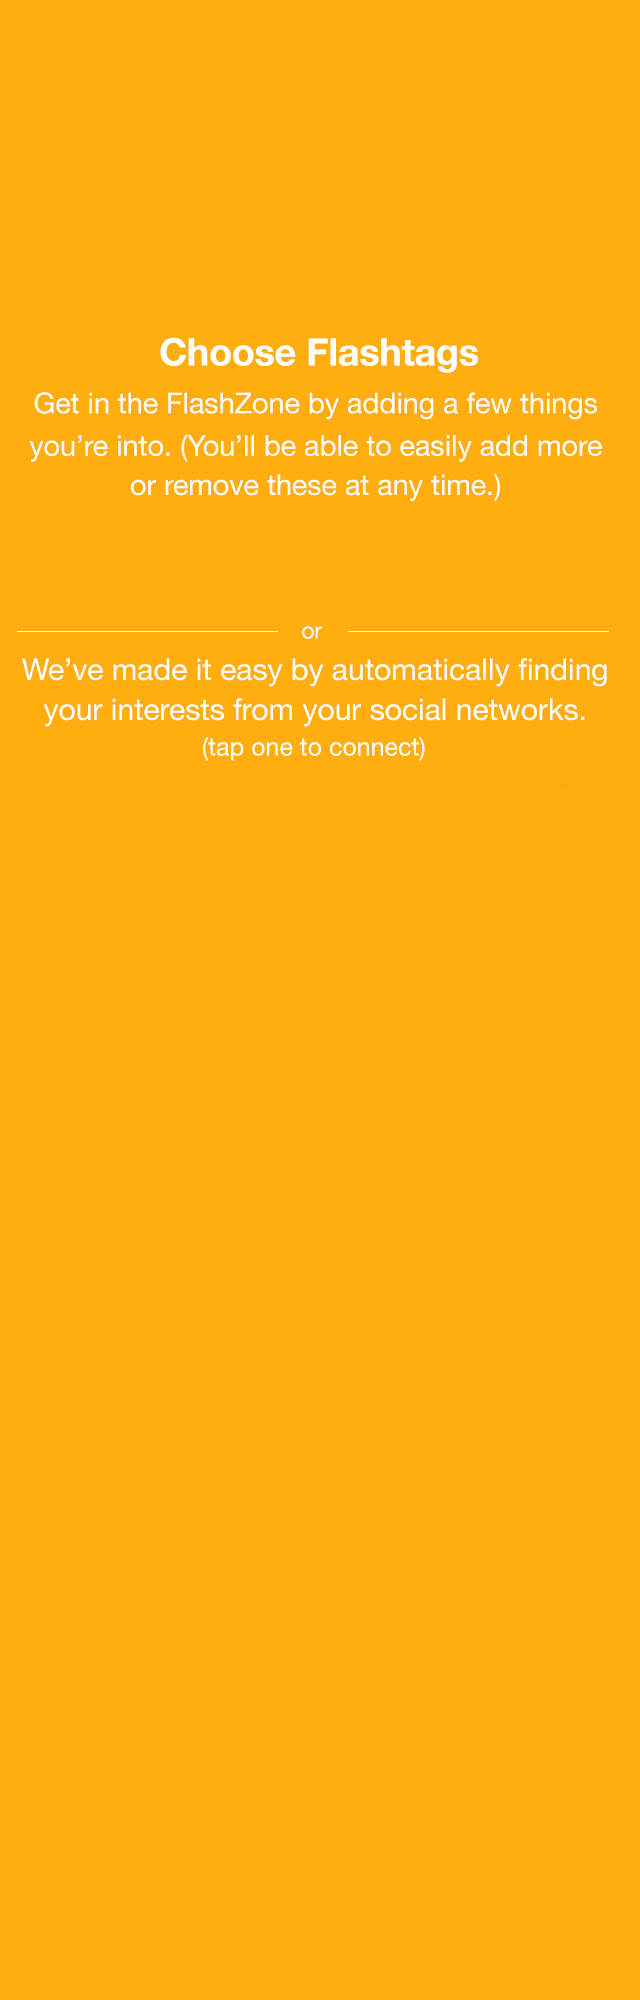 Choose Flashtags
Get in the FlashZone by adding a few things
you’re into. (You’ll be able to easily add more
or remove these at any time.)
or
We’ve made it easy by automatically finding
your interests from your social networks.
(tap one to connect)